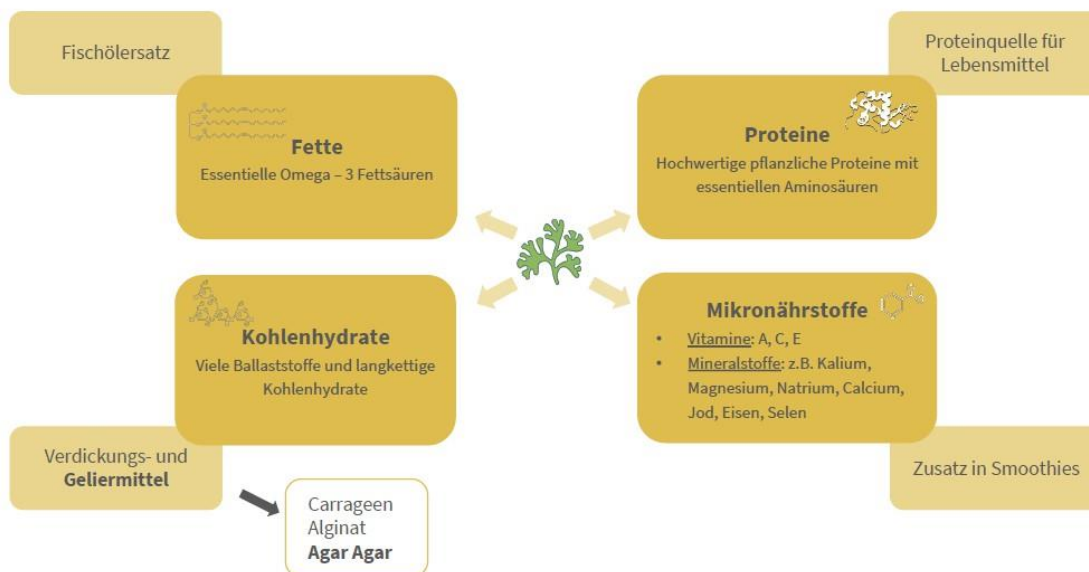 Fischölersatz
Fette
Essentielle Omega – 3 Fettsäuren
Proteinquelle für
Lebensmittel
Proteine
Hochwertige pflanzliche Proteine mit
essentiellen Aminosäuren
Kohlenhydrate
Viele Ballaststoffe und langkettige
Kohlenhydrate
Verdickungs- und
Geliermittel
Carrageen
Alginat
Agar Agar
Mikronährstoffe
• Vitamine: A, C, E
• Mineralstoffe: z.B. Kalium,
Magnesium, Natrium, Calcium,
Jod, Eisen, Selen
Zusatz in Smoothies